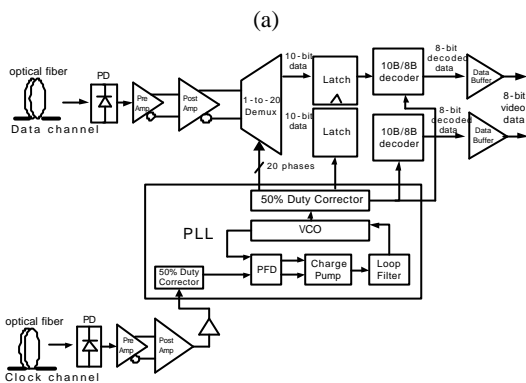 (a)
optical fiber
Data channel
PD
Pre
Amp
Post
Amp
1-to-20
Demux
10-bit
data
10-bit
data
Latch
Latch
10B/8B
decoder
10B/8B
decoder
8-bit
decoded
data
8-bit
decoded
data
Data
Buffer
Data
Buffer
8-bit
video
data
20 phases
50% Duty Corrector
PLL
VCO
50% Duty
Corrector
PFD
Charge
Pump
Loop
Filter
optical fiber
Clock channel
PD
Pre
Amp
Post
Amp